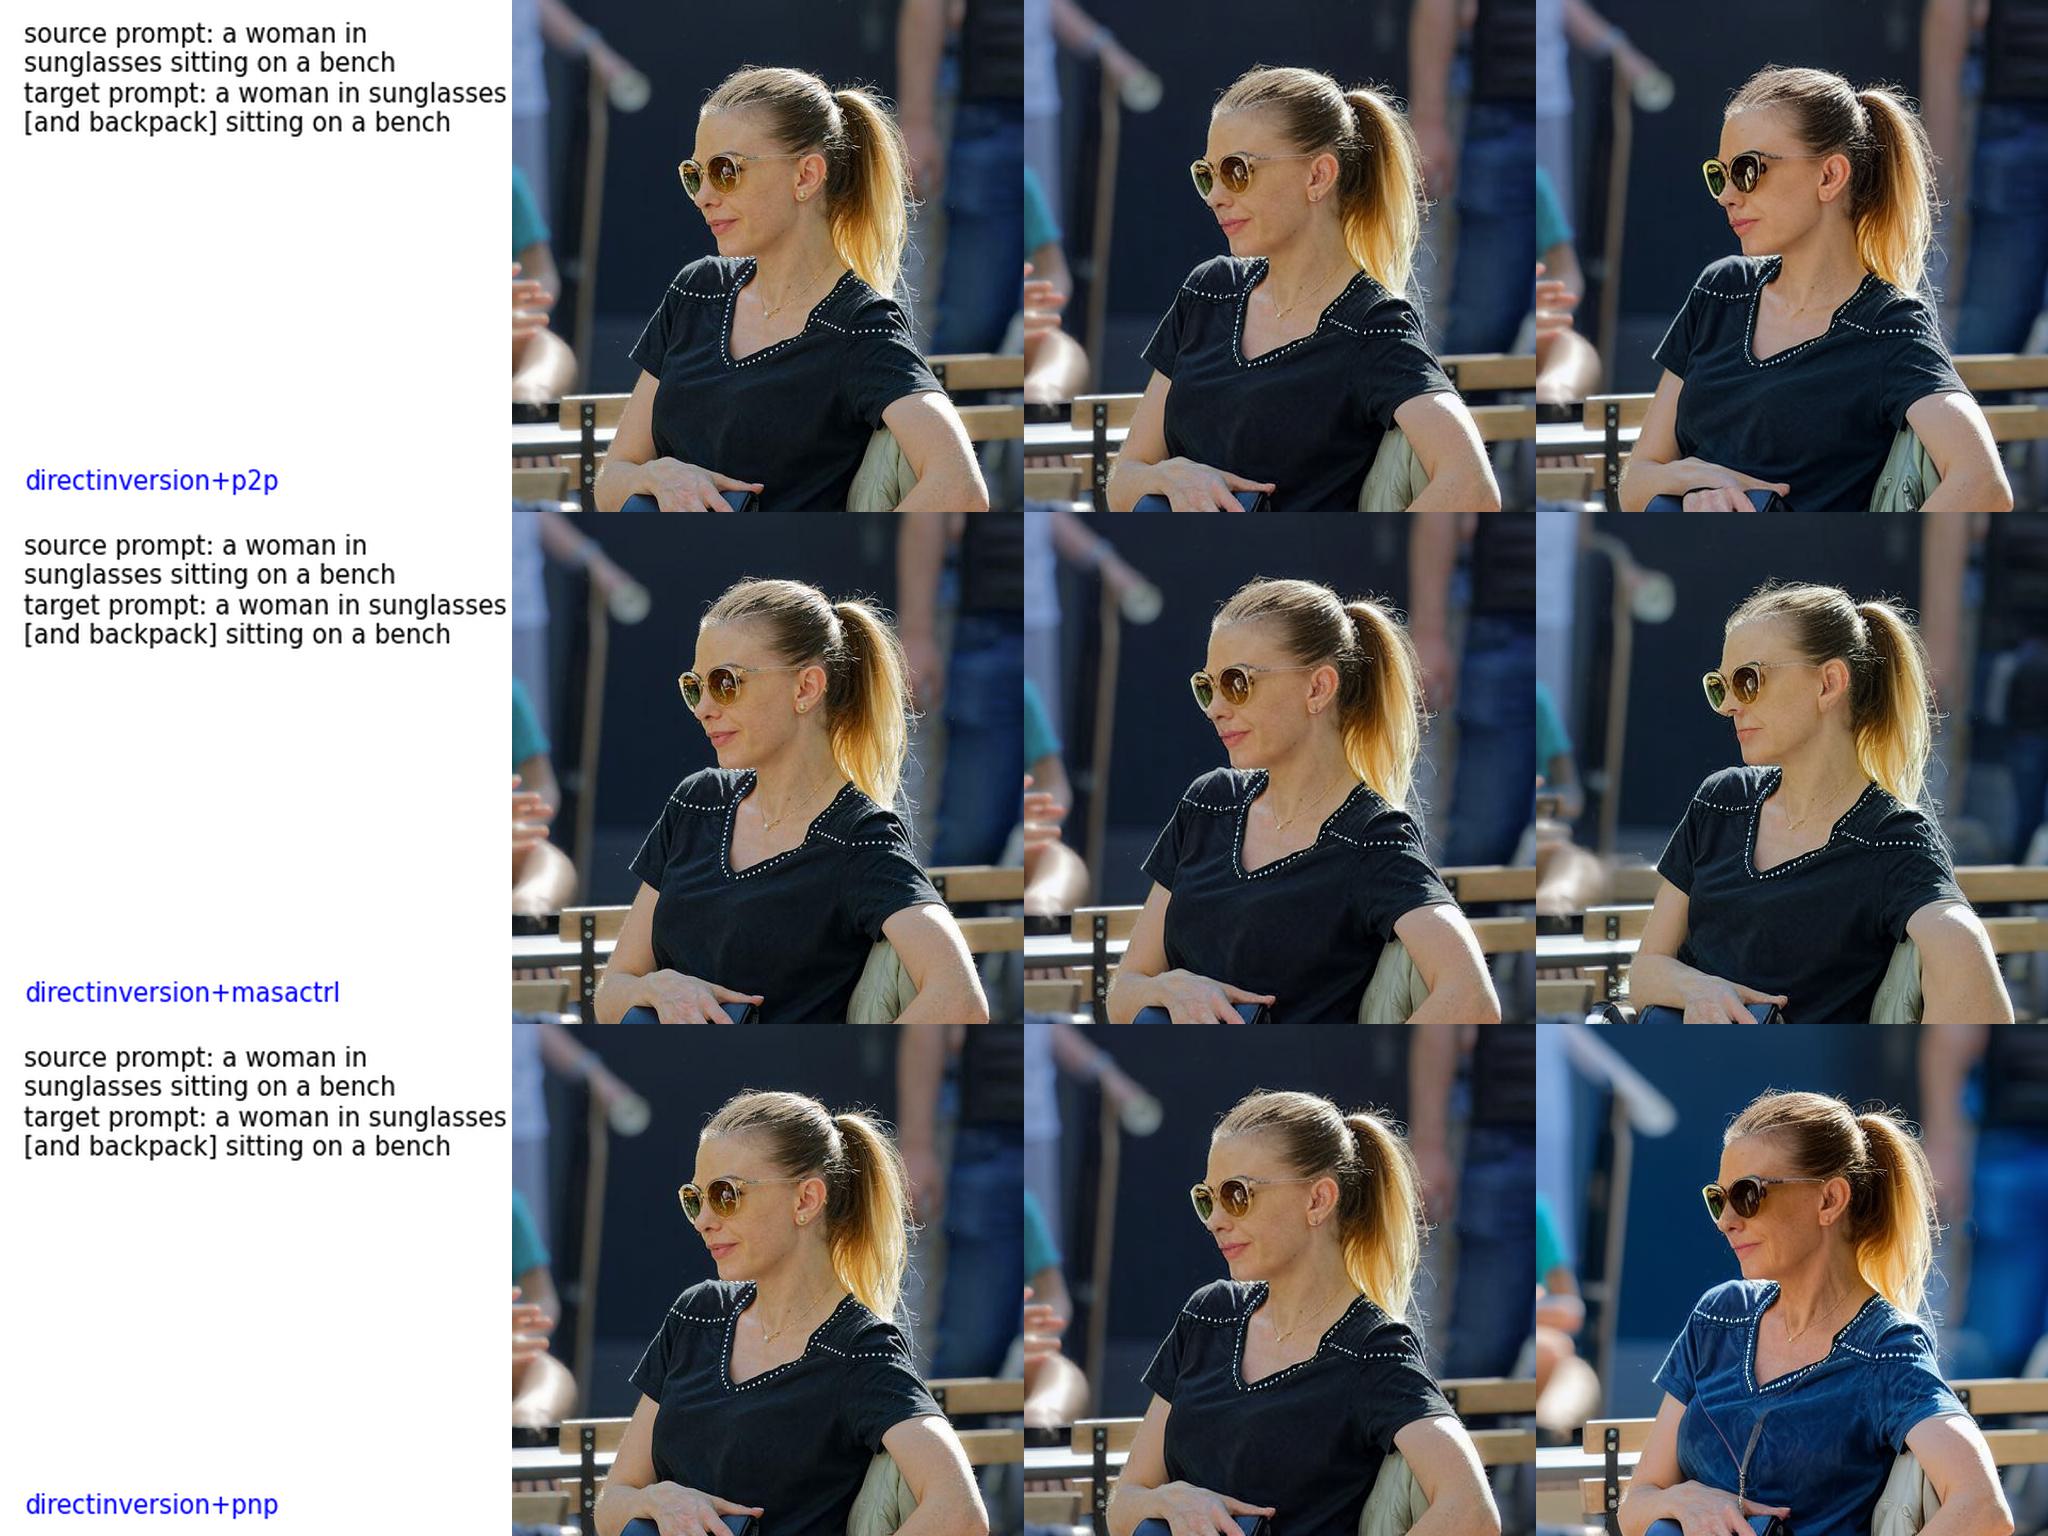 source prompt: a woman in
sunglasses sitting on a bench
target prompt: a woman in sunglasses
[and backpack] sitting on a bench
directinversion+p2p
source prompt: a woman in
sunglasses sitting on a bench
target prompt: a woman in sunglasses
[and backpack] sitting on a bench
directinversion+masactrl
source prompt: a woman in
sunglasses sitting on a bench
target prompt: a woman in sunglasses
[and backpack] sitting on a bench
directinversion+pnp